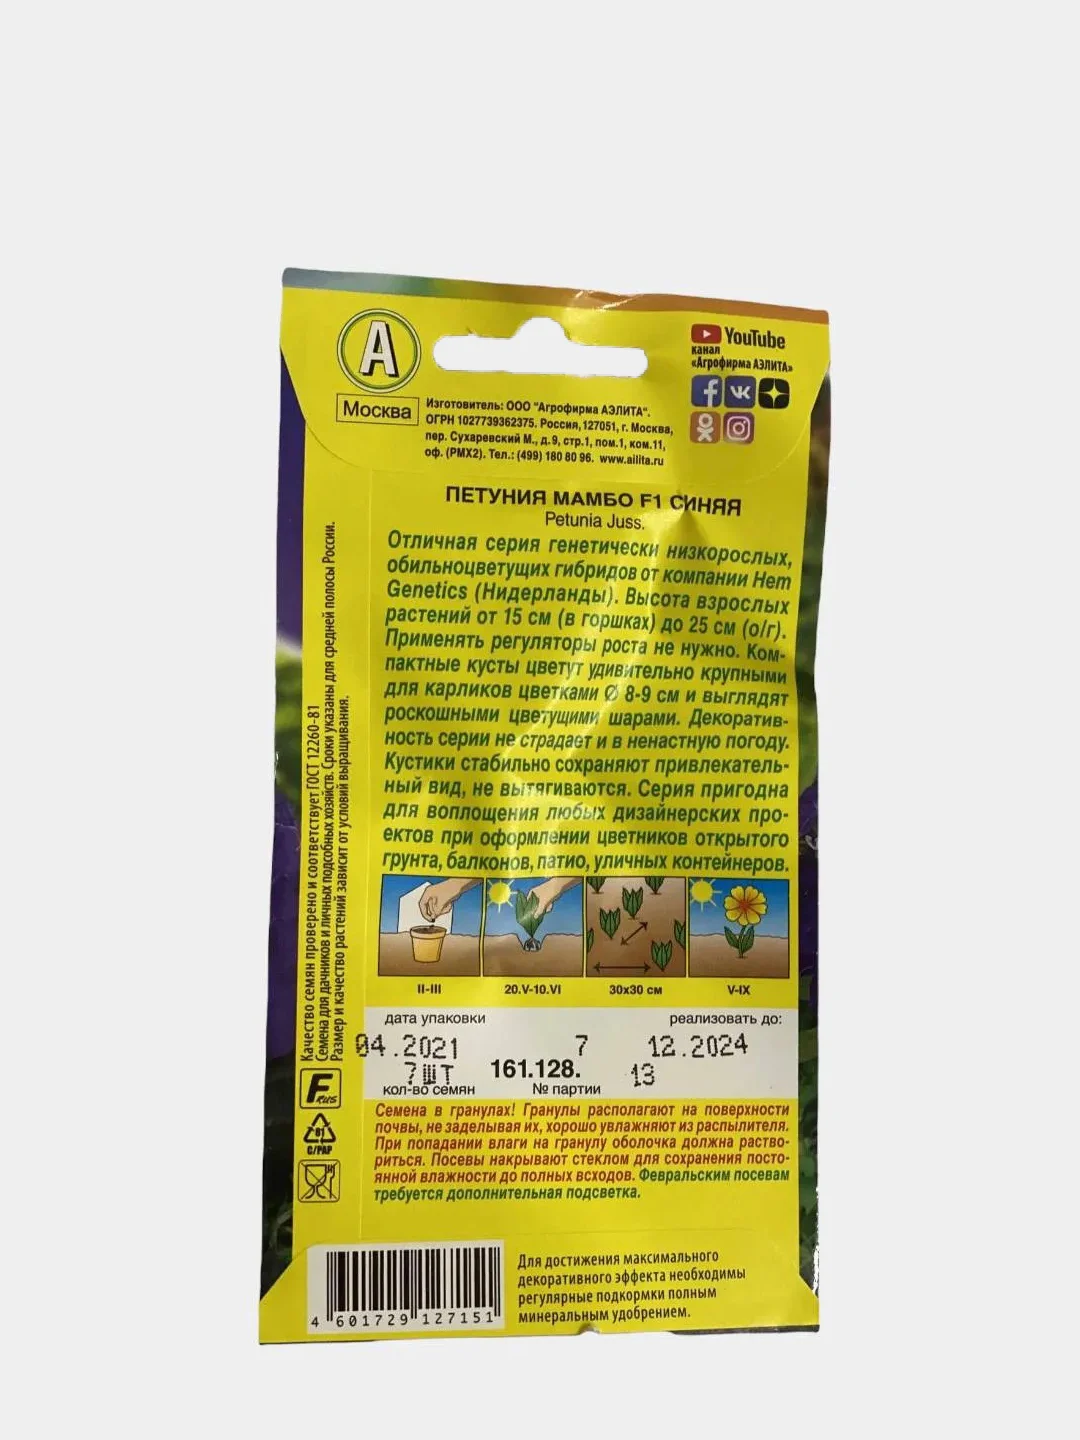 А
Москва
Изготовитель: ООО "Агрофирма АЭЛИТА".
ОГРН 1027739362375. Россия, 127051, г. Москва,
пер. Сухаревский М., д.9, стр.1, пом.1, ком.11,
оф. (РМХ2). Тел.: (499) 180 80 96. www.ailita.ru
YouTube
канал
«Агрофирма АЭЛИТА»
ПЕТУНИЯ МАМБО F1 СИНЯЯ
Petunia Juss.
Отличная серия генетически низкорослых,
обильноцветущих гибридов от компании Hem
Genetics (Нидерланды). Высота взрослых
растений от 15 см (в горшках) до 25 см (о/г).
Применять регуляторы роста не нужно. Ком-
пактные кусты цветут удивительно крупными
для карликов цветками Ø 8-9 см и выглядят
роскошными цветущими шарами. Декоратив-
ность серии не страдает и в ненастную погоду.
Кустики стабильно сохраняют привлекатель-
ный вид, не вытягиваются. Серия пригодна
для воплощения любых дизайнерских про-
ектов при оформлении цветников открытого
грунта, балконов, патио, уличных контейнеров.
II-III
20.V-10.VI
30х30 см
V-IX
дата упаковки
реализовать до:
04.2021
7
12.2024
7ШТ
161.128.
13
кол-во семян
№ партии
Семена в гранулах! Гранулы располагают на поверхности
почвы, не заделывая их, хорошо увлажняют из распылителя.
При попадании влаги на гранулу оболочка должна раство-
риться. Посевы накрывают стеклом для сохранения посто-
янной влажности до полных всходов. Февральским посевам
требуется дополнительная подсветка.
Качество семян проверено и соответствует ГОСТ 12260-81
Семена для дачников и личных подсобных хозяйств. Сроки указаны для средней полосы России.
Размер и качество растений зависит от условий выращивания.
F RUS
81
C/PAP
4 601729 127151
Для достижения максимального
декоративного эффекта необходимы
регулярные подкормки полным
минеральным удобрением.